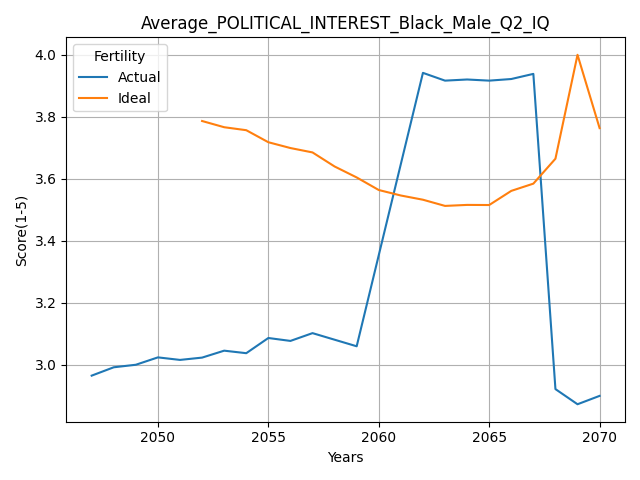 Average_POLITICAL_INTEREST_Black_Male_Q2_IQ
Fertility
Actual
Ideal
4.0
3.8
3.6
3.4
3.2
3.0
Score(1-5)
2050 2055 2060 2065 2070
Years